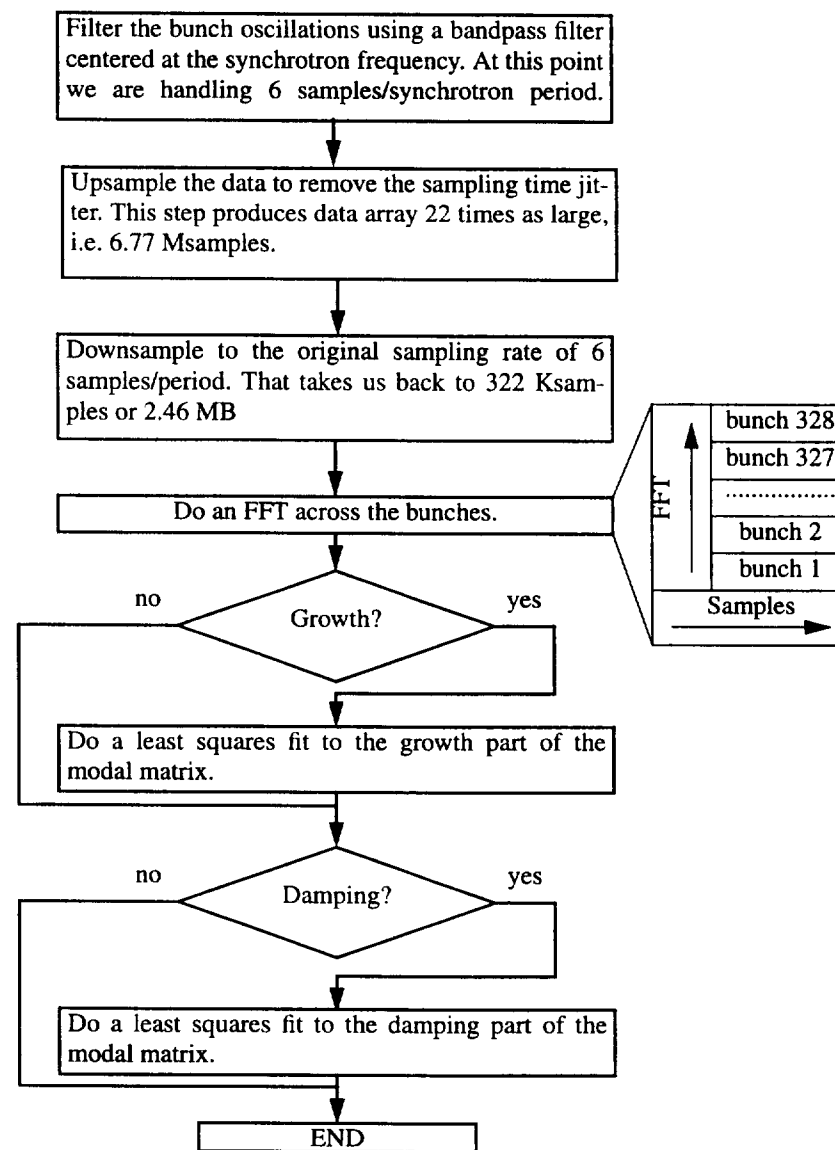 Filter the bunch oscillations using a bandpass filter
centered at the synchrotron frequency. At this point
we are handling 6 samples/synchrotron period.
Upsample the data to remove the sampling time jit-
ter. This step produces data array 22 times as large,
i.e. 6.77 Msamples.
Downsample to the original sampling rate of 6
samples/period. That takes us back to 322 Ksam-
ples or 2.46 MB
Do an FFT across the bunches.
FFT
bunch 328
bunch 327
..................
bunch 2
bunch 1
Samples
no
Growth?
yes
Do a least squares fit to the growth part of the
modal matrix.
no
Damping?
yes
Do a least squares fit to the damping part of the
modal matrix.
END